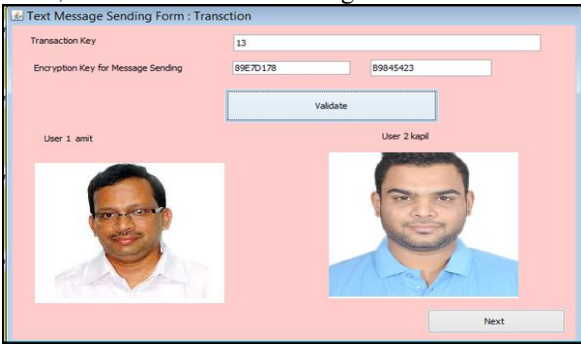 Text Message Sending Form : Transction
Transaction Key
13
Encryption Key for Message Sending
89E7D178
B9845423
Validate
User 1 amit
User 2 kapil
Next